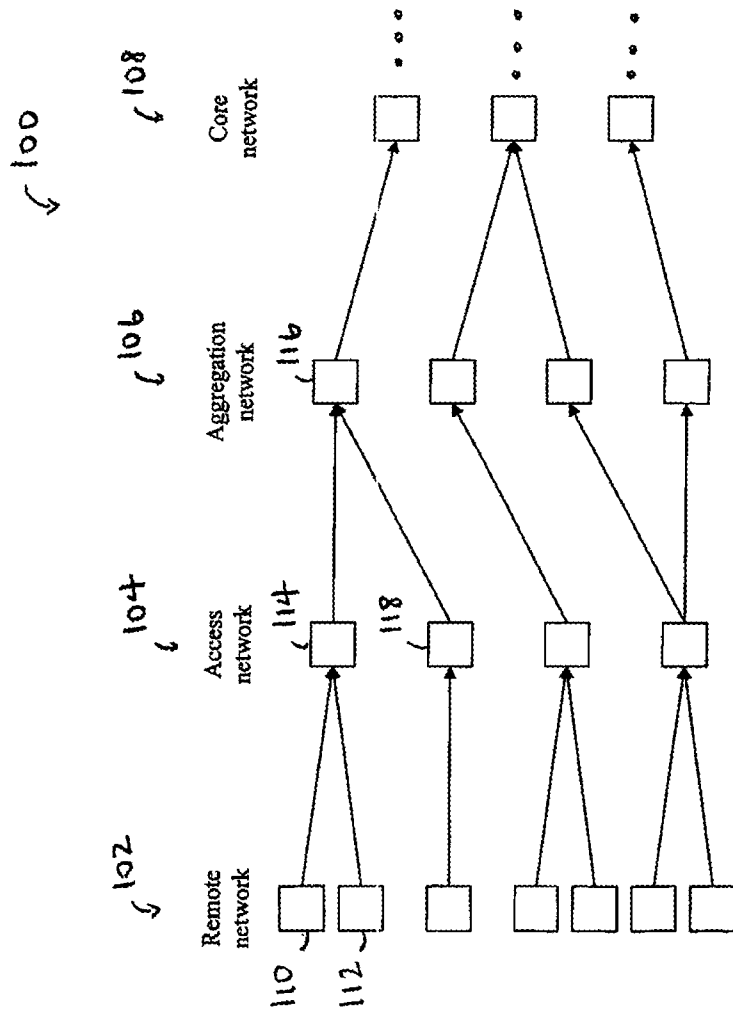 100
102
104
106
108
Remote
network
Access
network
Aggregation
network
Core
network
110
112
114
118
116